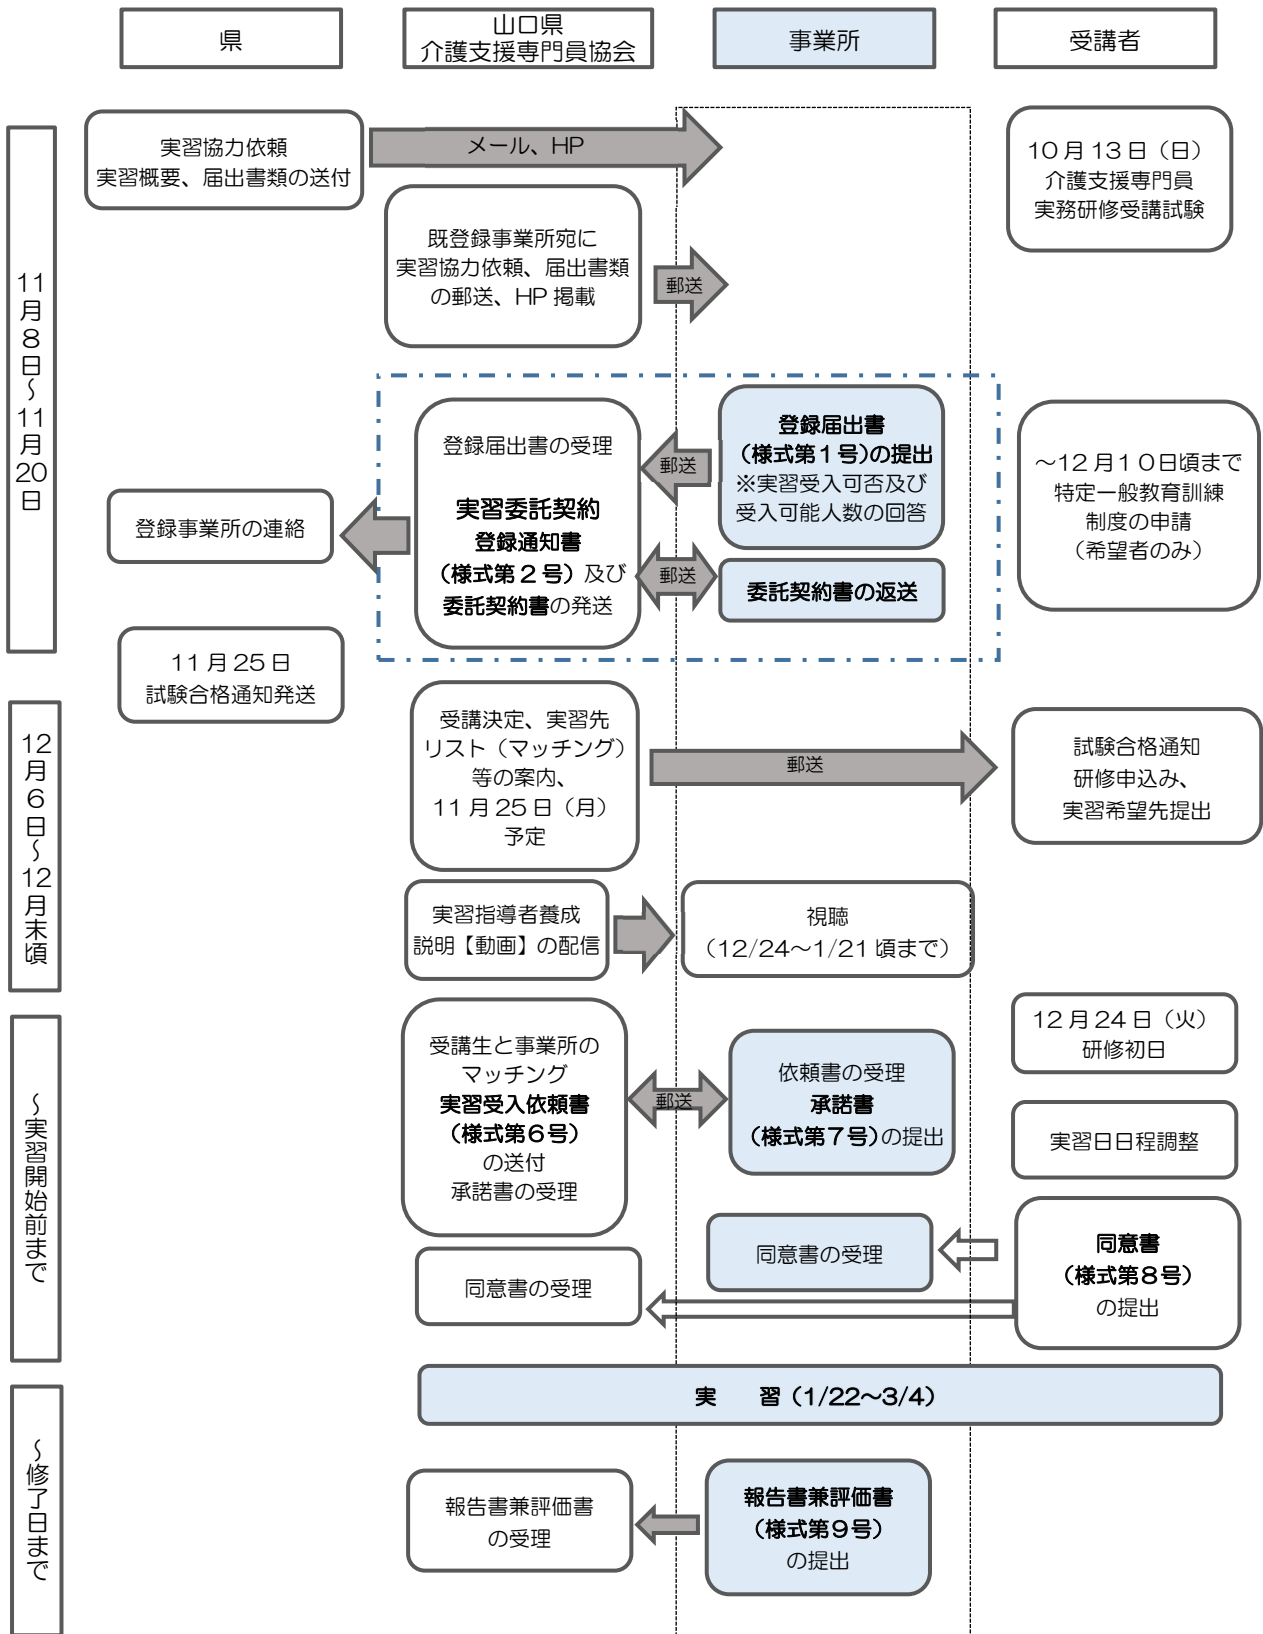 県
山口県
介護支援専門員協会
事業所
受講者
11月8日～11月20日
実習協力依頼
実習概要、届出書類の送付
メール、HP
10月13日（日）
介護支援専門員
実務研修受講試験
既登録事業所宛に
実習協力依頼、届出書類
の郵送、HP掲載
郵送
登録届出書の受理
実習委託契約
登録通知書
（様式第２号）及び
委託契約書の発送
郵送
登録届出書
（様式第１号）の提出
※実習受入可否及び
受入可能人数の回答
郵送
委託契約書の返送
登録事業所の連絡
～12月１０日頃まで
特定一般教育訓練
制度の申請
（希望者のみ）
11月25日
試験合格通知発送
12月6日～12月末頃
受講決定、実習先
リスト（マッチング）
等の案内、
11月25日（月）
予定
郵送
試験合格通知
研修申込み、
実習希望先提出
実習指導者養成
説明【動画】の配信
視聴
（12/24～1/21頃まで）
～実習開始前まで
受講生と事業所の
マッチング
実習受入依頼書
（様式第６号）
の送付
承諾書の受理
郵送
依頼書の受理
承諾書
（様式第７号）の提出
12月24日（火）
研修初日
実習日日程調整
同意書の受理
同意書の受理
同意書
（様式第８号）
の提出
実　習（1/22～3/4）
～修了日まで
報告書兼評価書
の受理
報告書兼評価書
（様式第９号）
の提出